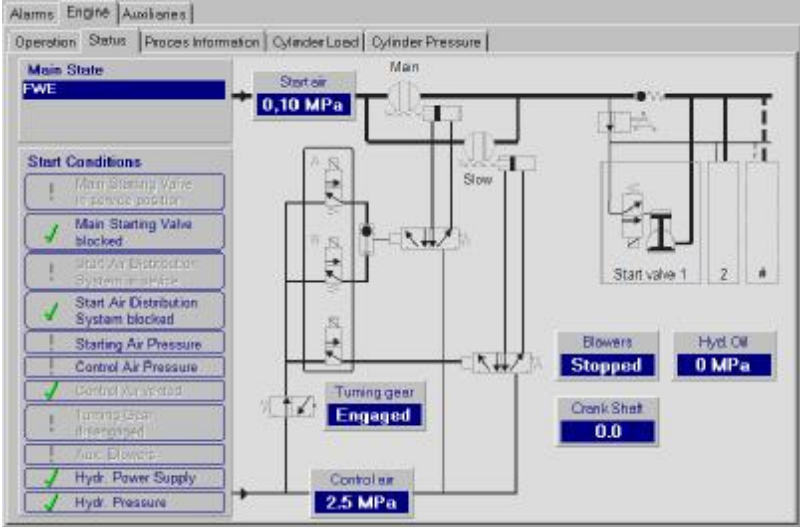 Alarms Engine Auxiliaries
Operation Status Proces Information Cylinder Load Cylinder Pressure
Main State
FWE
Start Conditions
Main Starting Valve
in service position
Main Starting Valve
blocked
Start Air Distribution
System in service
Start Air Distribution
System blocked
Starting Air Pressure
Control Air Pressure
Control Air vented
Turning Gear
disengaged
Aux. Blowers
Hydr. Power Supply
Hydr. Pressure
Start air
0,10 MPa
Main
Slow
A
B
Turning gear
Engaged
Control air
2.5 MPa
Start valve 1
2
#
Blowers
Stopped
Hyd. Oil
0 MPa
Crank Shaft
0.0